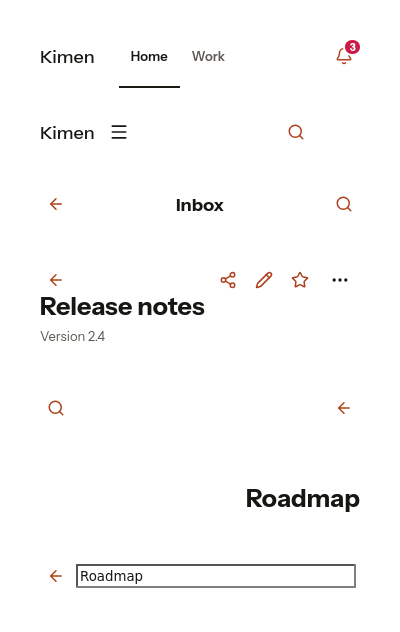 Kimen Home Work 3
Kimen
Inbox
Release notes
Version 2.4
Roadmap
Roadmap